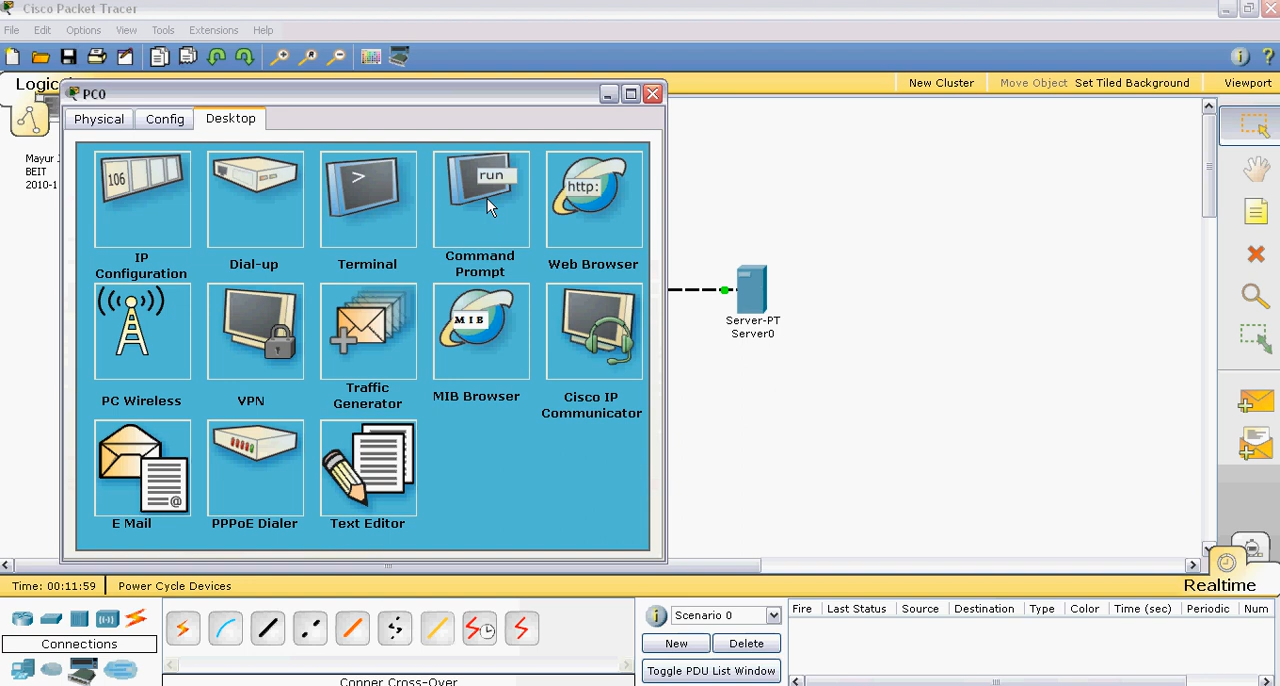 Cisco Packet Tracer
File Edit Options View Tools Extensions Help
Logic
New Cluster Move Object Set Tiled Background Viewport
PC0
Physical Config Desktop
Mayur
BEIT
2010-1
106
>
run
http:
IP Configuration
Dial-up
Terminal
Command Prompt
Web Browser
MIB
PC Wireless
VPN
Traffic Generator
MIB Browser
Cisco IP Communicator
@
E Mail
PPPoE Dialer
Text Editor
Server-PT
Server0
Time: 00:11:59 Power Cycle Devices
Realtime
Connections
Copper Cross-Over
Scenario 0
New Delete
Toggle PDU List Window
Fire Last Status Source Destination Type Color Time (sec) Periodic Num